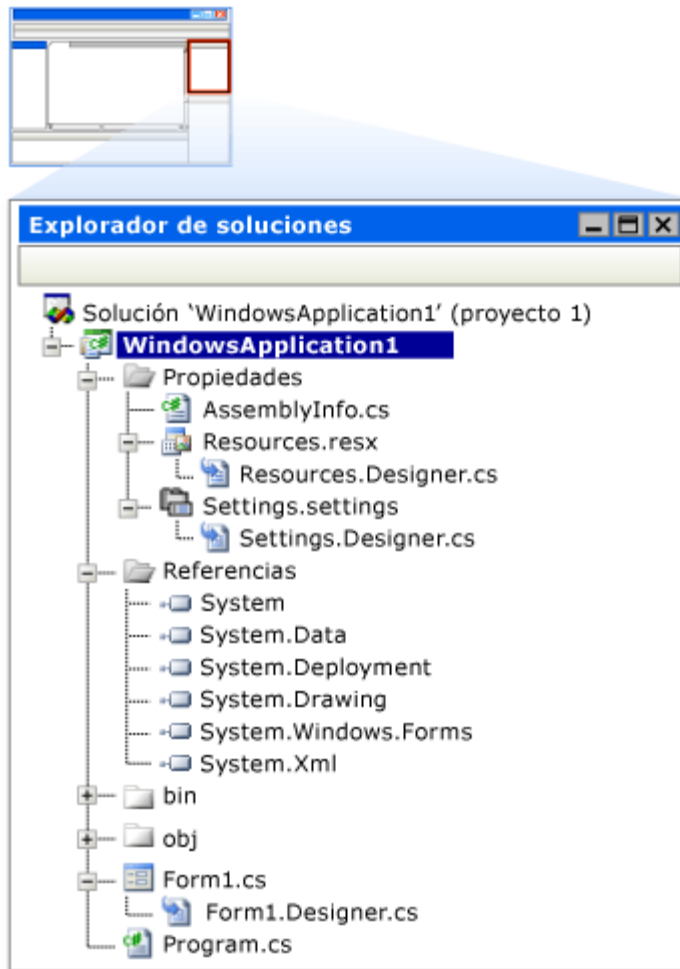 Explorador de soluciones
Solución ‘WindowsApplication1’ (proyecto 1)
WindowsApplication1
Propiedades
AssemblyInfo.cs
Resources.resx
Resources.Designer.cs
Settings.settings
Settings.Designer.cs
Referencias
System
System.Data
System.Deployment
System.Drawing
System.Windows.Forms
System.Xml
bin
obj
Form1.cs
Form1.Designer.cs
Program.cs